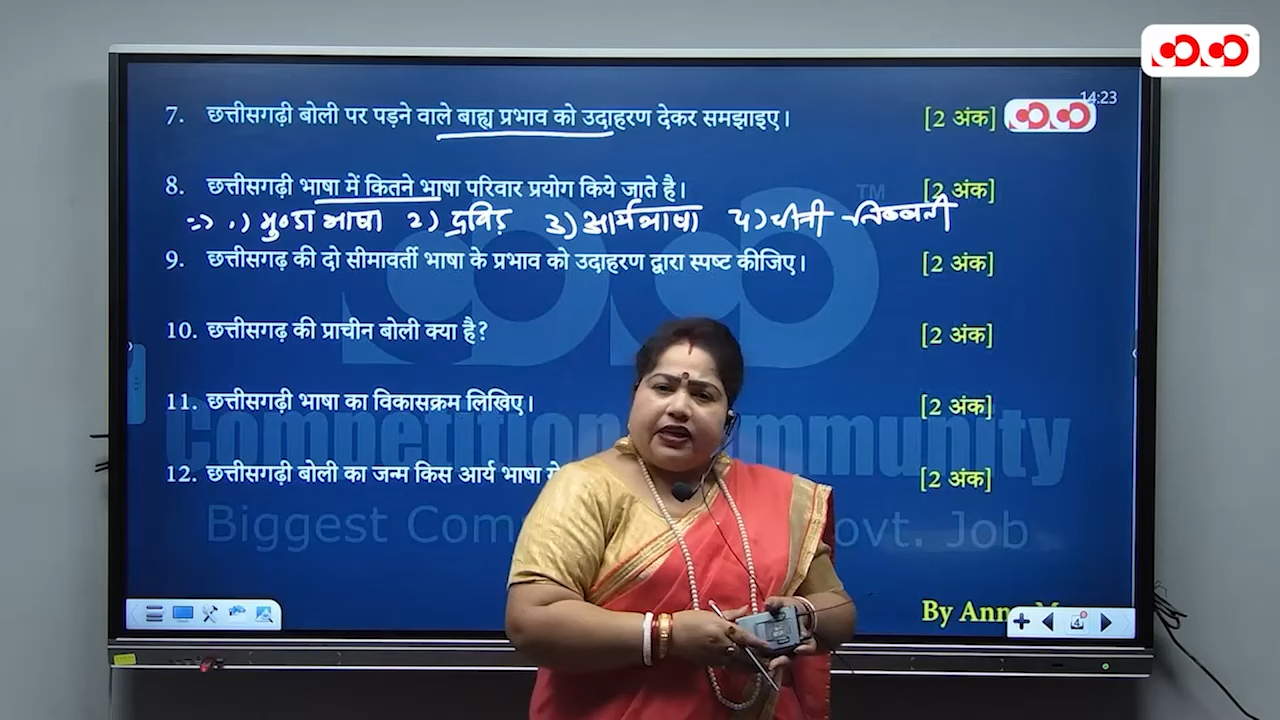 14:23
7. छत्तीसगढ़ी बोली पर पड़ने वाले बाह्य प्रभाव को उदाहरण देकर समझाइए। [2 अंक]
8. छत्तीसगढ़ी भाषा में कितने भाषा परिवार प्रयोग किये जाते है। [2 अंक]
TM
=> 1) मुण्डा भाषा 2) द्रविड़ 3) आर्यभाषा 4) चीनी - तिब्बती
9. छत्तीसगढ़ की दो सीमावर्ती भाषा के प्रभाव को उदाहरण द्वारा स्पष्ट कीजिए। [2 अंक]
10. छत्तीसगढ़ की प्राचीन बोली क्या है? [2 अंक]
11. छत्तीसगढ़ी भाषा का विकासक्रम लिखिए। [2 अंक]
12. छत्तीसगढ़ी बोली का जन्म किस आर्य भाषा [2 अंक]
Biggest Com ovt. Job
By
4